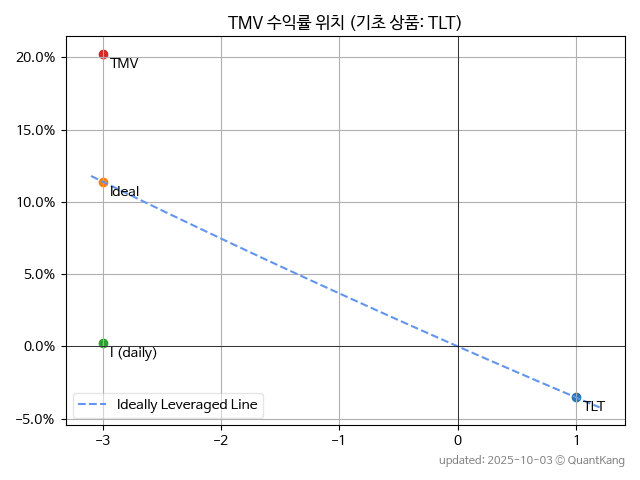 TMV 수익률 위치 (기초 상품: TLT)
20.0%
15.0%
10.0%
5.0%
0.0%
−5.0%
TMV
Ideal
I (daily)
TLT
Ideally Leveraged Line
−3 −2 −1 0 1
updated: 2025-10-03 © QuantKang